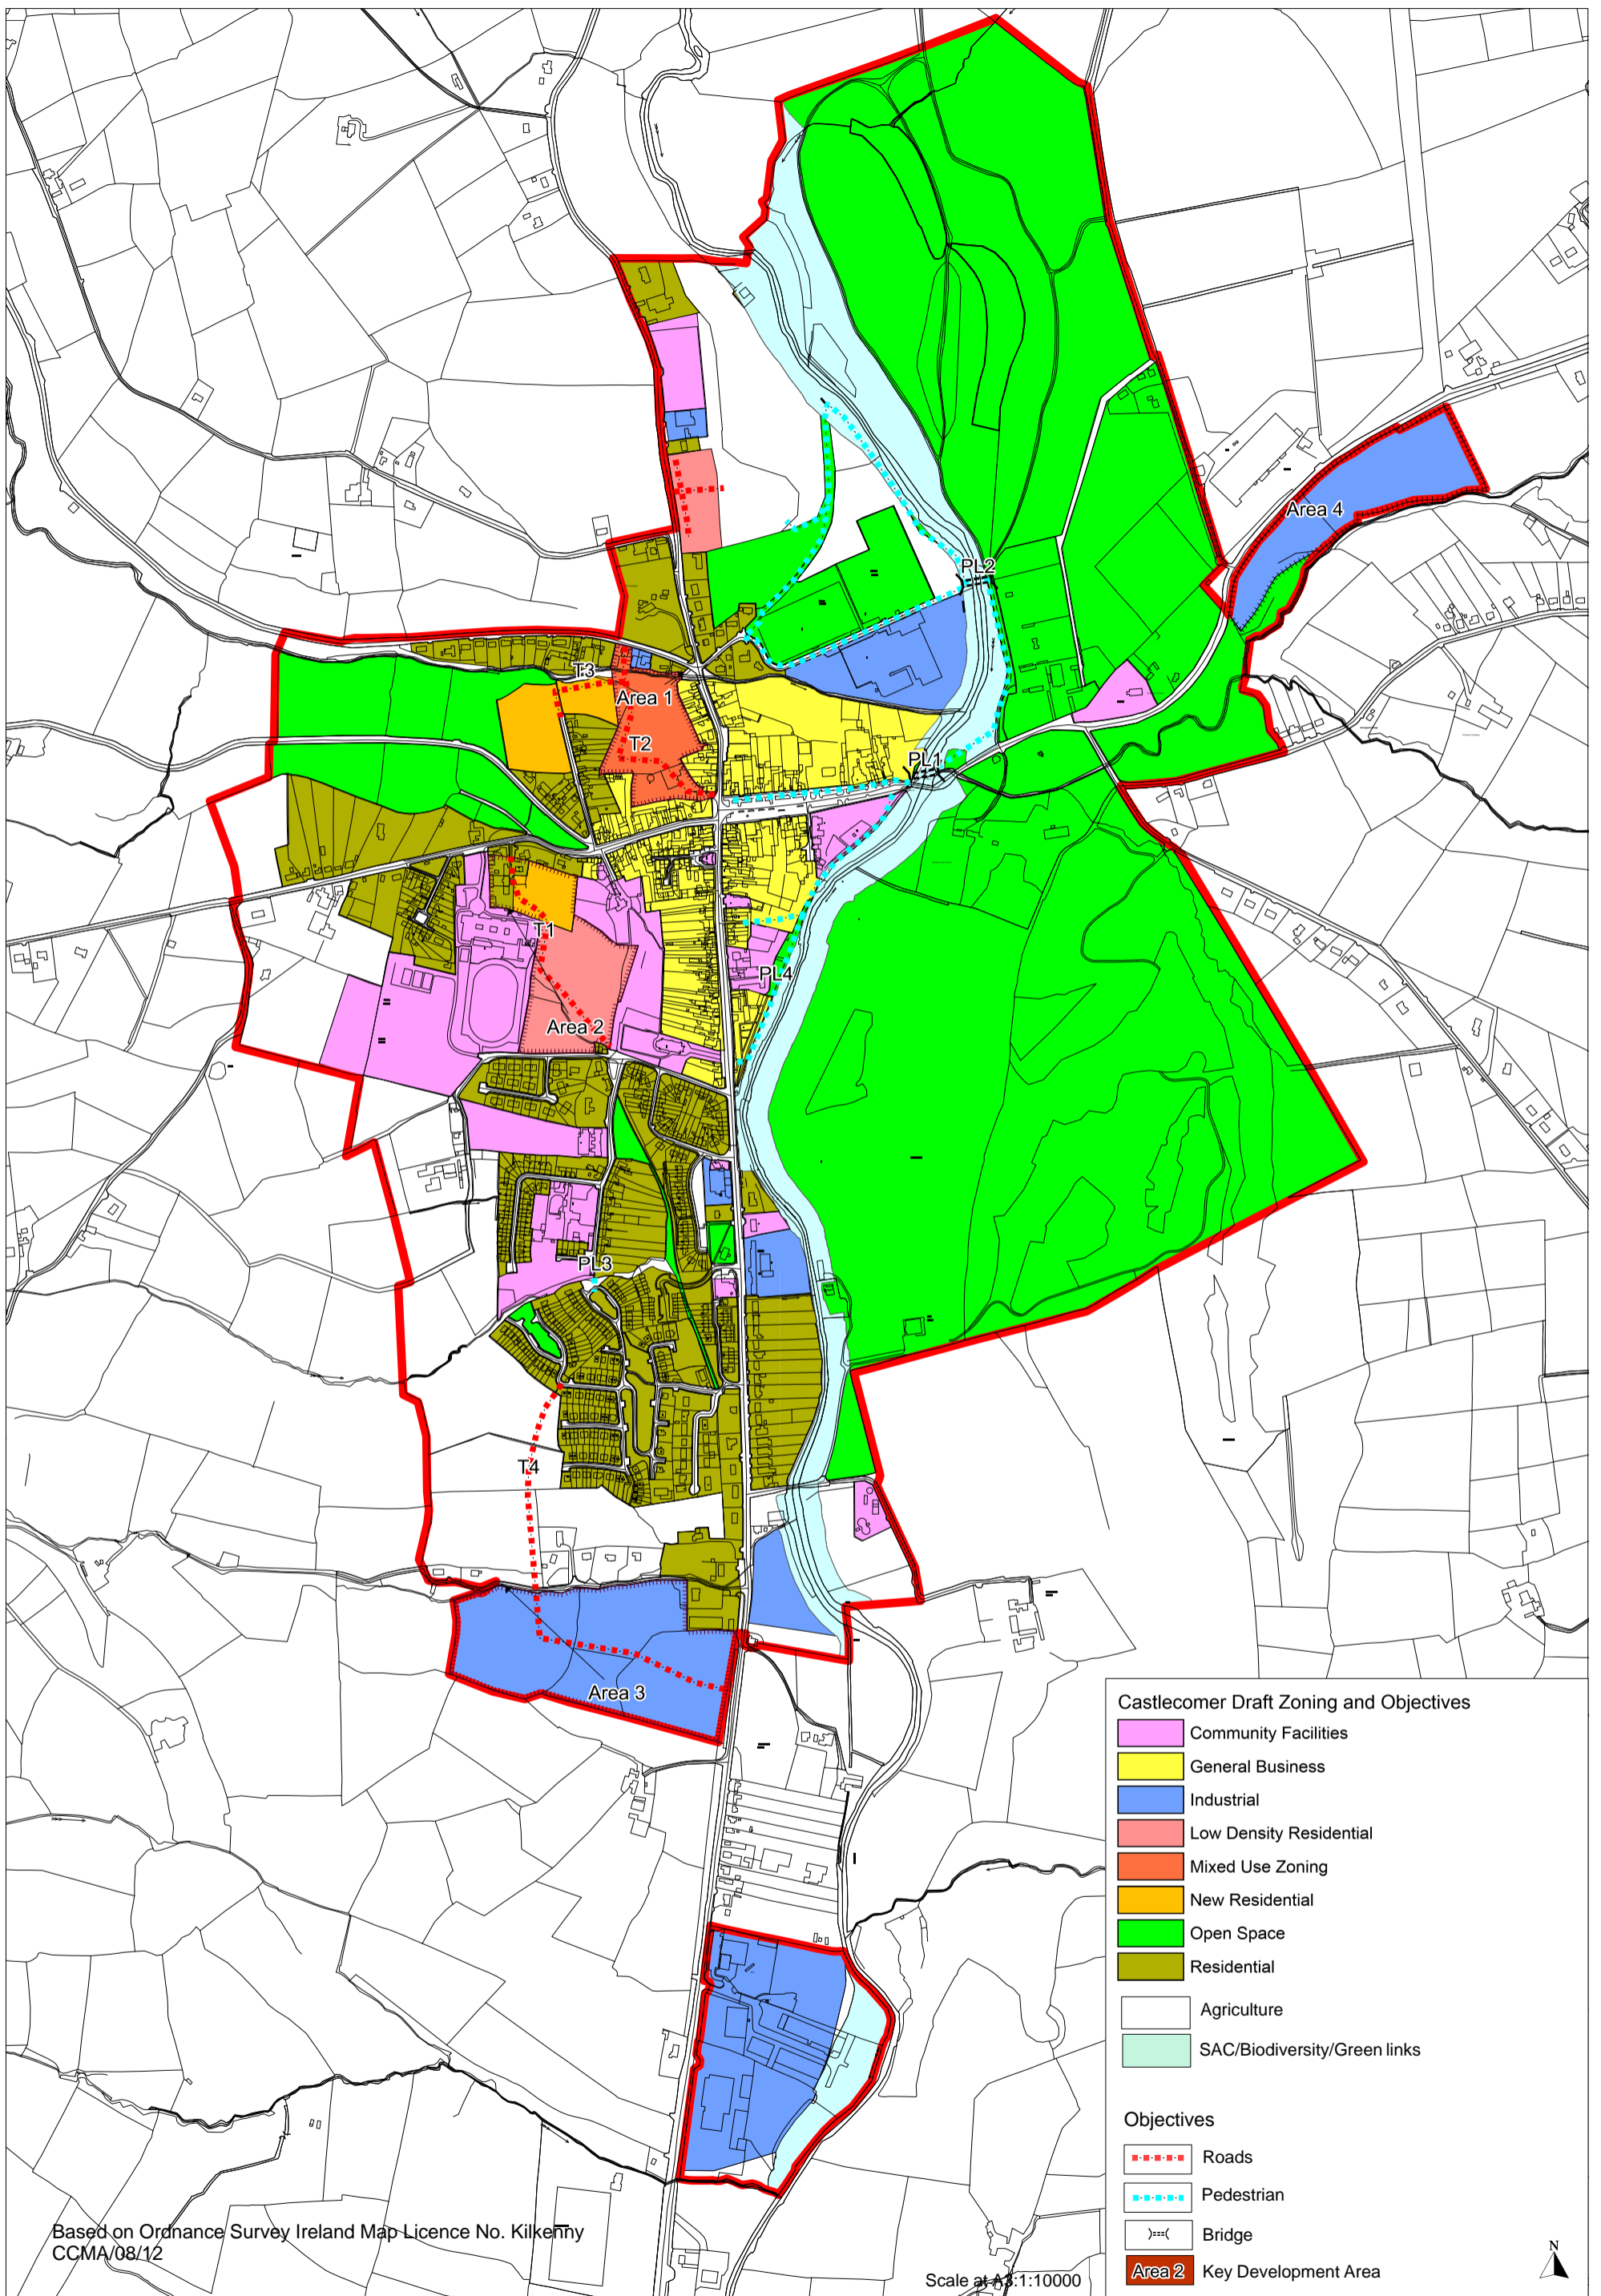 PL2
Area 4
T3
Area 1
T2
PL1
T1
PL4
Area 2
PL3
T4
Area 3
Castlecomer Draft Zoning and Objectives
Community Facilities
General Business
Industrial
Low Density Residential
Mixed Use Zoning
New Residential
Open Space
Residential
Agriculture
SAC/Biodiversity/Green links
Objectives
Roads
Pedestrian
Bridge
Area 2 Key Development Area
N
Based on Ordnance Survey Ireland Map Licence No. Kilkenny
CCMA/08/12
Scale at A3:1:10000